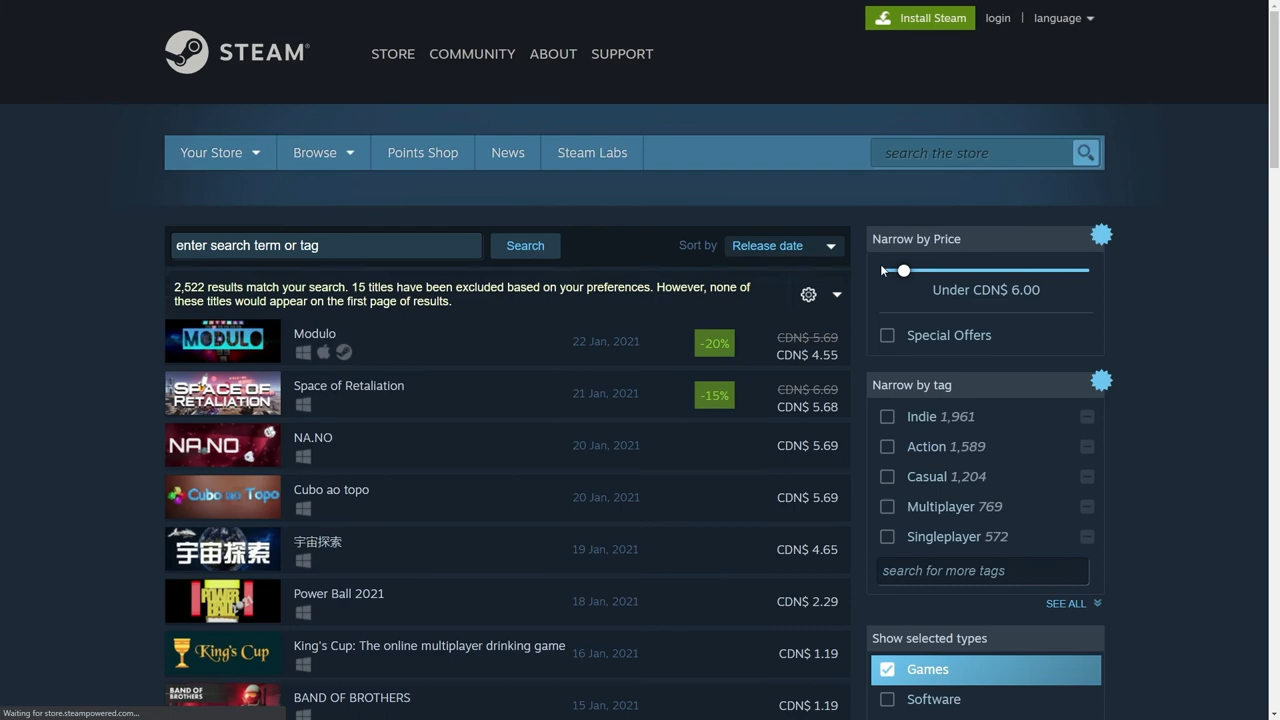 Install Steam
login
language
STEAM
STORE
COMMUNITY
ABOUT
SUPPORT
Your Store
Browse
Points Shop
News
Steam Labs
search the store
enter search term or tag
Search
Sort by
Release date
2,522 results match your search. 15 titles have been excluded based on your preferences. However, none of
these titles would appear on the first page of results.
MODULO
Modulo
22 Jan, 2021
-20%
CDN$ 5.69
CDN$ 4.55
SPACE OF
RETALIATION
Space of Retaliation
21 Jan, 2021
-15%
CDN$ 6.69
CDN$ 5.68
NA.NO
NA.NO
20 Jan, 2021
CDN$ 5.69
Cubo ao Topo
Cubo ao topo
20 Jan, 2021
CDN$ 5.69
宇宙探索
宇宙探索
19 Jan, 2021
CDN$ 4.65
POWER
BALL
Power Ball 2021
18 Jan, 2021
CDN$ 2.29
King's Cup
King's Cup: The online multiplayer drinking game
16 Jan, 2021
CDN$ 1.19
BAND OF
BROTHERS
BAND OF BROTHERS
15 Jan, 2021
CDN$ 1.19
Narrow by Price
Under CDN$ 6.00
Special Offers
Narrow by tag
Indie 1,961
Action 1,589
Casual 1,204
Multiplayer 769
Singleplayer 572
search for more tags
SEE ALL
Show selected types
Games
Software
Waiting for store.steampowered.com...